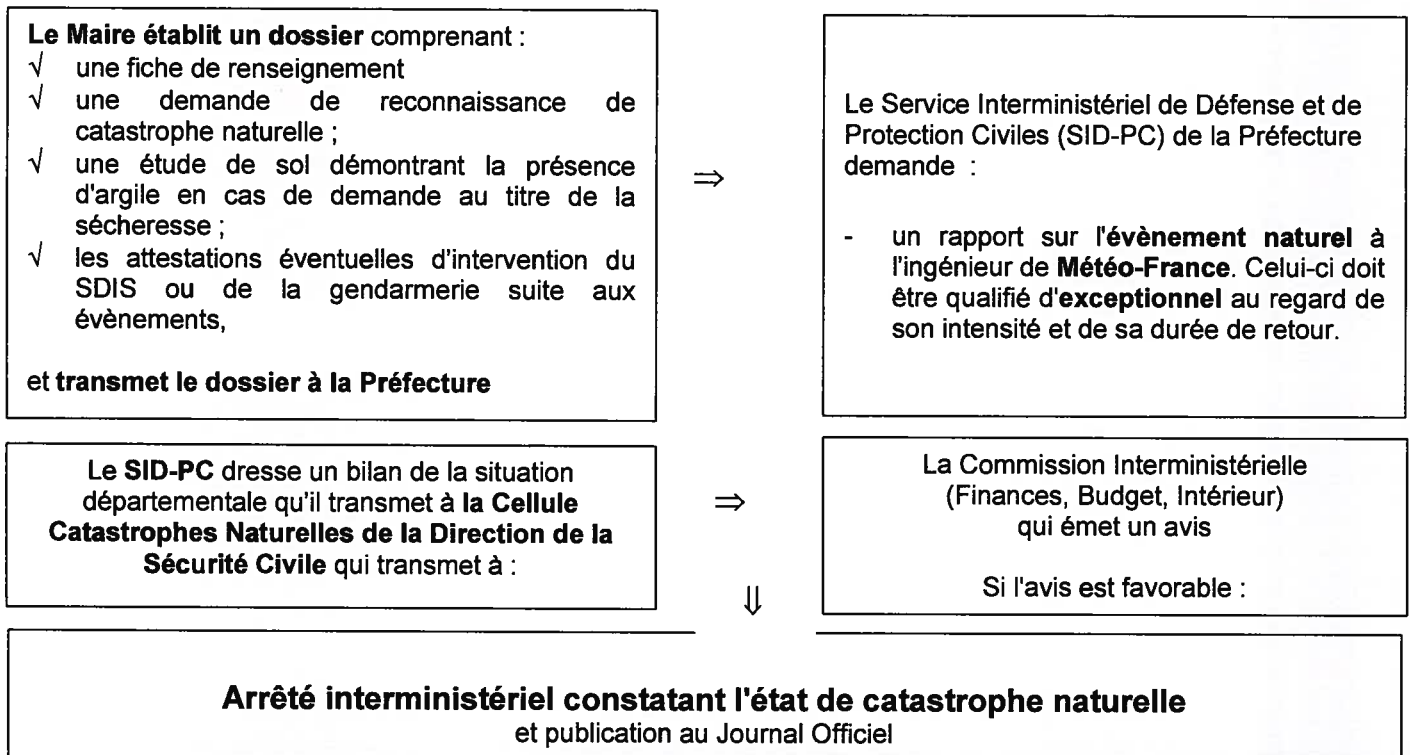 Le Maire établit un dossier comprenant :
√ une fiche de renseignement
√ une demande de reconnaissance de
catastrophe naturelle ;
√ une étude de sol démontrant la présence
d'argile en cas de demande au titre de la
sécheresse ;
√ les attestations éventuelles d'intervention du
SDIS ou de la gendarmerie suite aux
évènements,
et transmet le dossier à la Préfecture
⇒
Le Service Interministériel de Défense et de
Protection Civiles (SID-PC) de la Préfecture
demande :
- un rapport sur l'évènement naturel à
l'ingénieur de Météo-France. Celui-ci doit
être qualifié d'exceptionnel au regard de
son intensité et de sa durée de retour.
Le SID-PC dresse un bilan de la situation
départementale qu'il transmet à la Cellule
Catastrophes Naturelles de la Direction de la
Sécurité Civile qui transmet à :
⇒
La Commission Interministérielle
(Finances, Budget, Intérieur)
qui émet un avis
Si l'avis est favorable :
⇓
Arrêté interministériel constatant l'état de catastrophe naturelle
et publication au Journal Officiel